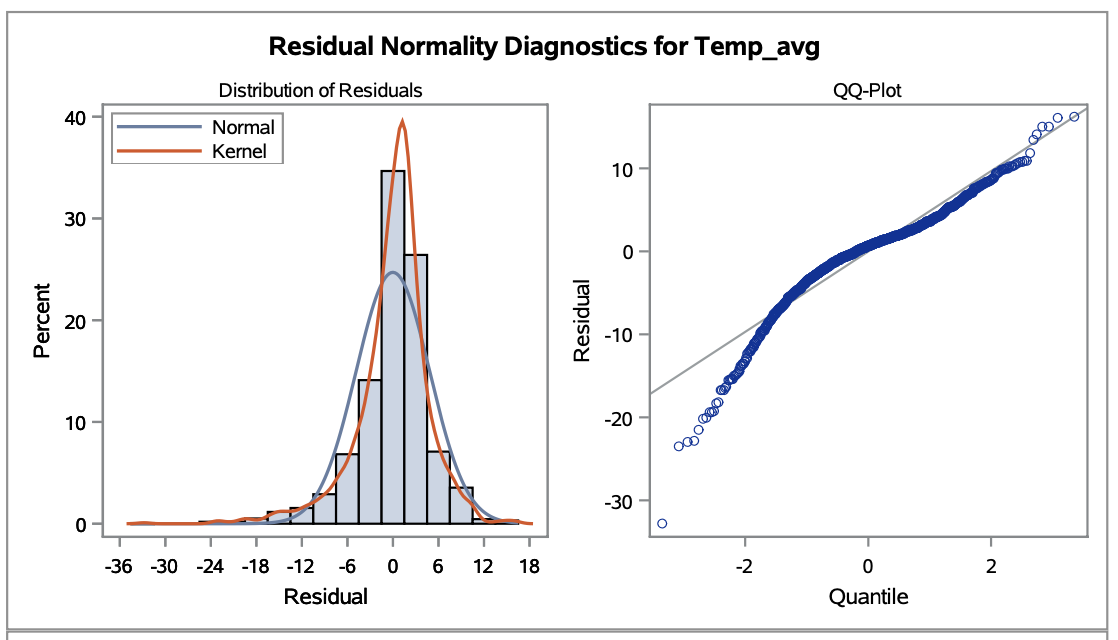 Residual Normality Diagnostics for Temp_avg
Distribution of Residuals
Normal
Kernel
40
30
20
10
0
Percent
-36 -30 -24 -18 -12 -6 0 6 12 18
Residual
QQ-Plot
10
0
-10
-20
-30
Residual
-2 0 2
Quantile